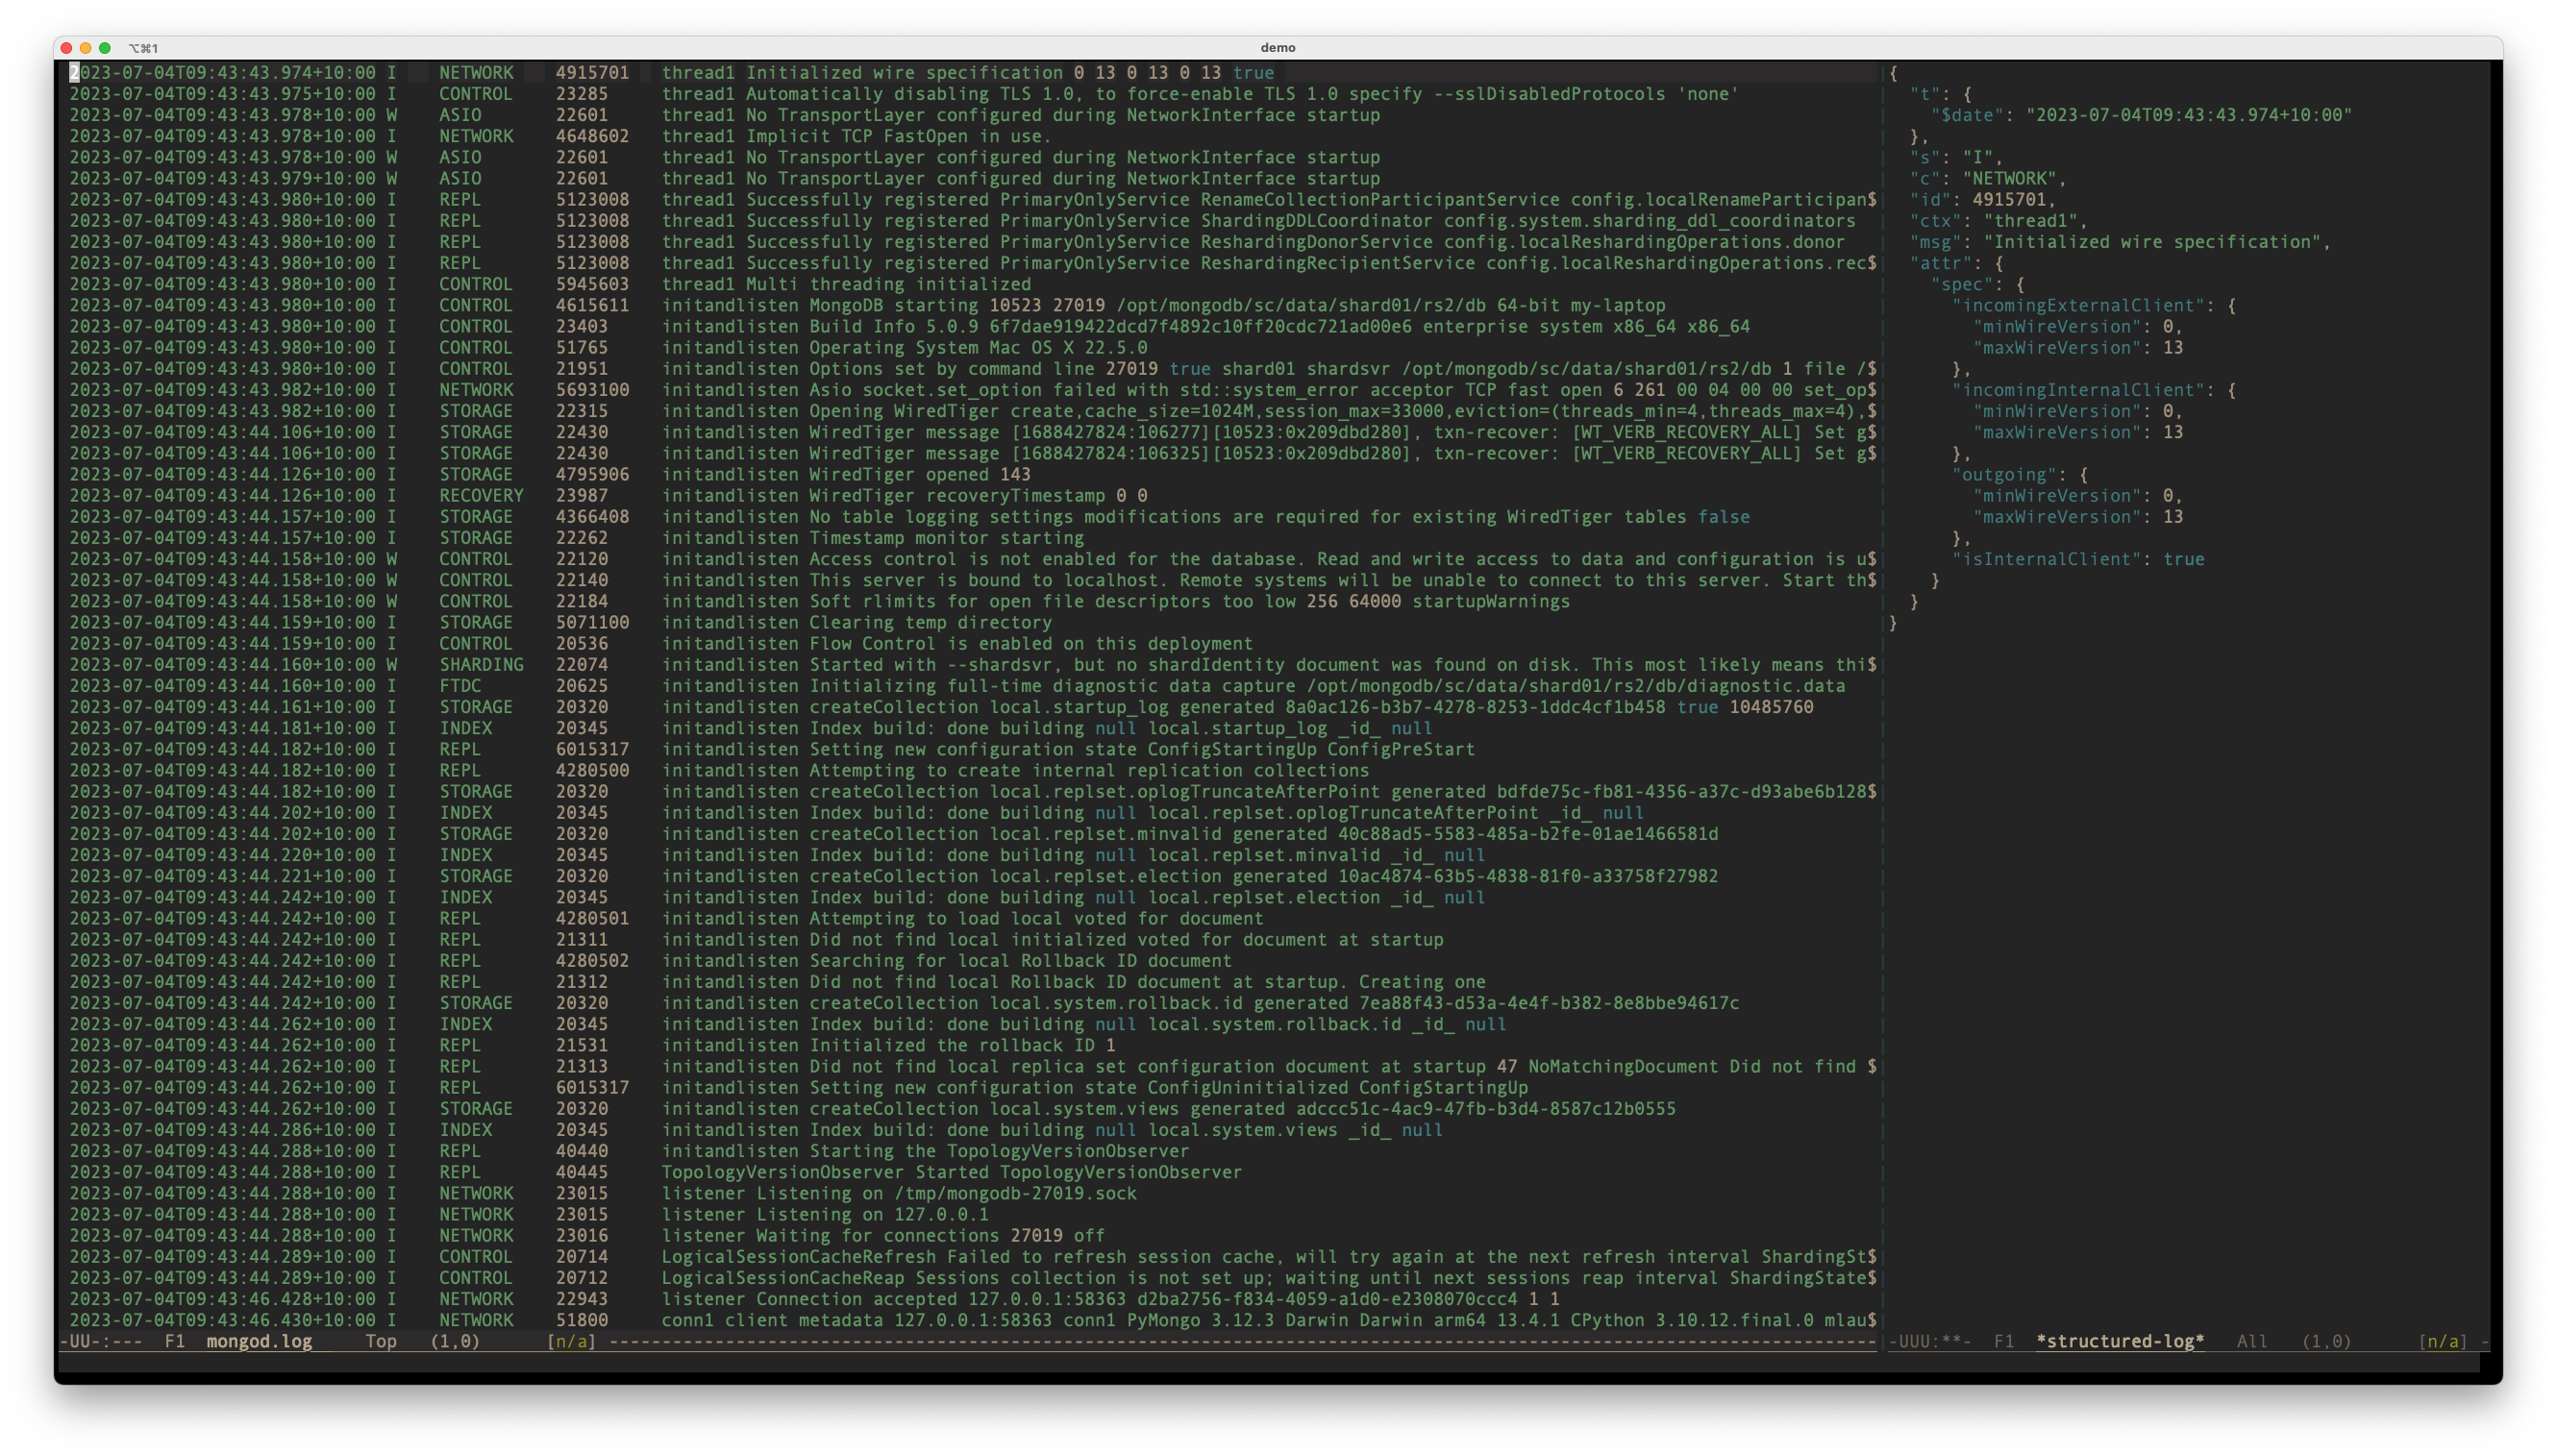 ⌥⌘1 demo
2023-07-04T09:43:43.974+10:00 I NETWORK 4915701 thread1 Initialized wire specification 0 13 0 13 0 13 true
2023-07-04T09:43:43.975+10:00 I CONTROL 23285 thread1 Automatically disabling TLS 1.0, to force-enable TLS 1.0 specify --sslDisabledProtocols 'none'
2023-07-04T09:43:43.978+10:00 W ASIO 22601 thread1 No TransportLayer configured during NetworkInterface startup
2023-07-04T09:43:43.978+10:00 I NETWORK 4648602 thread1 Implicit TCP FastOpen in use.
2023-07-04T09:43:43.978+10:00 W ASIO 22601 thread1 No TransportLayer configured during NetworkInterface startup
2023-07-04T09:43:43.979+10:00 W ASIO 22601 thread1 No TransportLayer configured during NetworkInterface startup
2023-07-04T09:43:43.980+10:00 I REPL 5123008 thread1 Successfully registered PrimaryOnlyService RenameCollectionParticipantService config.localRenameParticipan$
2023-07-04T09:43:43.980+10:00 I REPL 5123008 thread1 Successfully registered PrimaryOnlyService ShardingDDLCoordinator config.system.sharding_ddl_coordinators
2023-07-04T09:43:43.980+10:00 I REPL 5123008 thread1 Successfully registered PrimaryOnlyService ReshardingDonorService config.localReshardingOperations.donor
2023-07-04T09:43:43.980+10:00 I REPL 5123008 thread1 Successfully registered PrimaryOnlyService ReshardingRecipientService config.localReshardingOperations.rec$
2023-07-04T09:43:43.980+10:00 I CONTROL 5945603 thread1 Multi threading initialized
2023-07-04T09:43:43.980+10:00 I CONTROL 4615611 initandlisten MongoDB starting 10523 27019 /opt/mongodb/sc/data/shard01/rs2/db 64-bit my-laptop
2023-07-04T09:43:43.980+10:00 I CONTROL 23403 initandlisten Build Info 5.0.9 6f7dae919422dcd7f4892c10ff20cdc721ad00e6 enterprise system x86_64 x86_64
2023-07-04T09:43:43.980+10:00 I CONTROL 51765 initandlisten Operating System Mac OS X 22.5.0
2023-07-04T09:43:43.980+10:00 I CONTROL 21951 initandlisten Options set by command line 27019 true shard01 shardsvr /opt/mongodb/sc/data/shard01/rs2/db 1 file /$
2023-07-04T09:43:43.982+10:00 I NETWORK 5693100 initandlisten Asio socket.set_option failed with std::system_error acceptor TCP fast open 6 261 00 04 00 00 set_op$
2023-07-04T09:43:43.982+10:00 I STORAGE 22315 initandlisten Opening WiredTiger create,cache_size=1024M,session_max=33000,eviction=(threads_min=4,threads_max=4),$
2023-07-04T09:43:44.106+10:00 I STORAGE 22430 initandlisten WiredTiger message [1688427824:106277][10523:0x209dbd280], txn-recover: [WT_VERB_RECOVERY_ALL] Set g$
2023-07-04T09:43:44.106+10:00 I STORAGE 22430 initandlisten WiredTiger message [1688427824:106325][10523:0x209dbd280], txn-recover: [WT_VERB_RECOVERY_ALL] Set g$
2023-07-04T09:43:44.126+10:00 I STORAGE 4795906 initandlisten WiredTiger opened 143
2023-07-04T09:43:44.126+10:00 I RECOVERY 23987 initandlisten WiredTiger recoveryTimestamp 0 0
2023-07-04T09:43:44.157+10:00 I STORAGE 4366408 initandlisten No table logging settings modifications are required for existing WiredTiger tables false
2023-07-04T09:43:44.157+10:00 I STORAGE 22262 initandlisten Timestamp monitor starting
2023-07-04T09:43:44.158+10:00 W CONTROL 22120 initandlisten Access control is not enabled for the database. Read and write access to data and configuration is u$
2023-07-04T09:43:44.158+10:00 W CONTROL 22140 initandlisten This server is bound to localhost. Remote systems will be unable to connect to this server. Start th$
2023-07-04T09:43:44.158+10:00 W CONTROL 22184 initandlisten Soft rlimits for open file descriptors too low 256 64000 startupWarnings
2023-07-04T09:43:44.159+10:00 I STORAGE 5071100 initandlisten Clearing temp directory
2023-07-04T09:43:44.159+10:00 I CONTROL 20536 initandlisten Flow Control is enabled on this deployment
2023-07-04T09:43:44.160+10:00 W SHARDING 22074 initandlisten Started with --shardsvr, but no shardIdentity document was found on disk. This most likely means thi$
2023-07-04T09:43:44.160+10:00 I FTDC 20625 initandlisten Initializing full-time diagnostic data capture /opt/mongodb/sc/data/shard01/rs2/db/diagnostic.data
2023-07-04T09:43:44.161+10:00 I STORAGE 20320 initandlisten createCollection local.startup_log generated 8a0ac126-b3b7-4278-8253-1ddc4cf1b458 true 10485760
2023-07-04T09:43:44.181+10:00 I INDEX 20345 initandlisten Index build: done building null local.startup_log _id_ null
2023-07-04T09:43:44.182+10:00 I REPL 6015317 initandlisten Setting new configuration state ConfigStartingUp ConfigPreStart
2023-07-04T09:43:44.182+10:00 I REPL 4280500 initandlisten Attempting to create internal replication collections
2023-07-04T09:43:44.182+10:00 I STORAGE 20320 initandlisten createCollection local.replset.oplogTruncateAfterPoint generated bdfde75c-fb81-4356-a37c-d93abe6b128$
2023-07-04T09:43:44.202+10:00 I INDEX 20345 initandlisten Index build: done building null local.replset.oplogTruncateAfterPoint _id_ null
2023-07-04T09:43:44.202+10:00 I STORAGE 20320 initandlisten createCollection local.replset.minvalid generated 40c88ad5-5583-485a-b2fe-01ae1466581d
2023-07-04T09:43:44.220+10:00 I INDEX 20345 initandlisten Index build: done building null local.replset.minvalid _id_ null
2023-07-04T09:43:44.221+10:00 I STORAGE 20320 initandlisten createCollection local.replset.election generated 10ac4874-63b5-4838-81f0-a33758f27982
2023-07-04T09:43:44.242+10:00 I INDEX 20345 initandlisten Index build: done building null local.replset.election _id_ null
2023-07-04T09:43:44.242+10:00 I REPL 4280501 initandlisten Attempting to load local voted for document
2023-07-04T09:43:44.242+10:00 I REPL 21311 initandlisten Did not find local initialized voted for document at startup
2023-07-04T09:43:44.242+10:00 I REPL 4280502 initandlisten Searching for local Rollback ID document
2023-07-04T09:43:44.242+10:00 I REPL 21312 initandlisten Did not find local Rollback ID document at startup. Creating one
2023-07-04T09:43:44.242+10:00 I STORAGE 20320 initandlisten createCollection local.system.rollback.id generated 7ea88f43-d53a-4e4f-b382-8e8bbe94617c
2023-07-04T09:43:44.262+10:00 I INDEX 20345 initandlisten Index build: done building null local.system.rollback.id _id_ null
2023-07-04T09:43:44.262+10:00 I REPL 21531 initandlisten Initialized the rollback ID 1
2023-07-04T09:43:44.262+10:00 I REPL 21313 initandlisten Did not find local replica set configuration document at startup 47 NoMatchingDocument Did not find $
2023-07-04T09:43:44.262+10:00 I REPL 6015317 initandlisten Setting new configuration state ConfigUninitialized ConfigStartingUp
2023-07-04T09:43:44.262+10:00 I STORAGE 20320 initandlisten createCollection local.system.views generated adccc51c-4ac9-47fb-b3d4-8587c12b0555
2023-07-04T09:43:44.286+10:00 I INDEX 20345 initandlisten Index build: done building null local.system.views _id_ null
2023-07-04T09:43:44.288+10:00 I REPL 40440 initandlisten Starting the TopologyVersionObserver
2023-07-04T09:43:44.288+10:00 I REPL 40445 TopologyVersionObserver Started TopologyVersionObserver
2023-07-04T09:43:44.288+10:00 I NETWORK 23015 listener Listening on /tmp/mongodb-27019.sock
2023-07-04T09:43:44.288+10:00 I NETWORK 23015 listener Listening on 127.0.0.1
2023-07-04T09:43:44.288+10:00 I NETWORK 23016 listener Waiting for connections 27019 off
2023-07-04T09:43:44.289+10:00 I CONTROL 20714 LogicalSessionCacheRefresh Failed to refresh session cache, will try again at the next refresh interval ShardingSt$
2023-07-04T09:43:44.289+10:00 I CONTROL 20712 LogicalSessionCacheReap Sessions collection is not set up; waiting until next sessions reap interval ShardingState$
2023-07-04T09:43:46.428+10:00 I NETWORK 22943 listener Connection accepted 127.0.0.1:58363 d2ba2756-f834-4059-a1d0-e2308070ccc4 1 1
2023-07-04T09:43:46.430+10:00 I NETWORK 51800 conn1 client metadata 127.0.0.1:58363 conn1 PyMongo 3.12.3 Darwin Darwin arm64 13.4.1 CPython 3.10.12.final.0 mlau$
-UU-:--- F1 mongod.log Top (1,0) [n/a] ----------
{
"t": {
"$date": "2023-07-04T09:43:43.974+10:00"
},
"s": "I",
"c": "NETWORK",
"id": 4915701,
"ctx": "thread1",
"msg": "Initialized wire specification",
"attr": {
"spec": {
"incomingExternalClient": {
"minWireVersion": 0,
"maxWireVersion": 13
},
"incomingInternalClient": {
"minWireVersion": 0,
"maxWireVersion": 13
},
"outgoing": {
"minWireVersion": 0,
"maxWireVersion": 13
},
"isInternalClient": true
}
}
}
-UUU:**- F1 *structured-log* All (1,0) [n/a] -